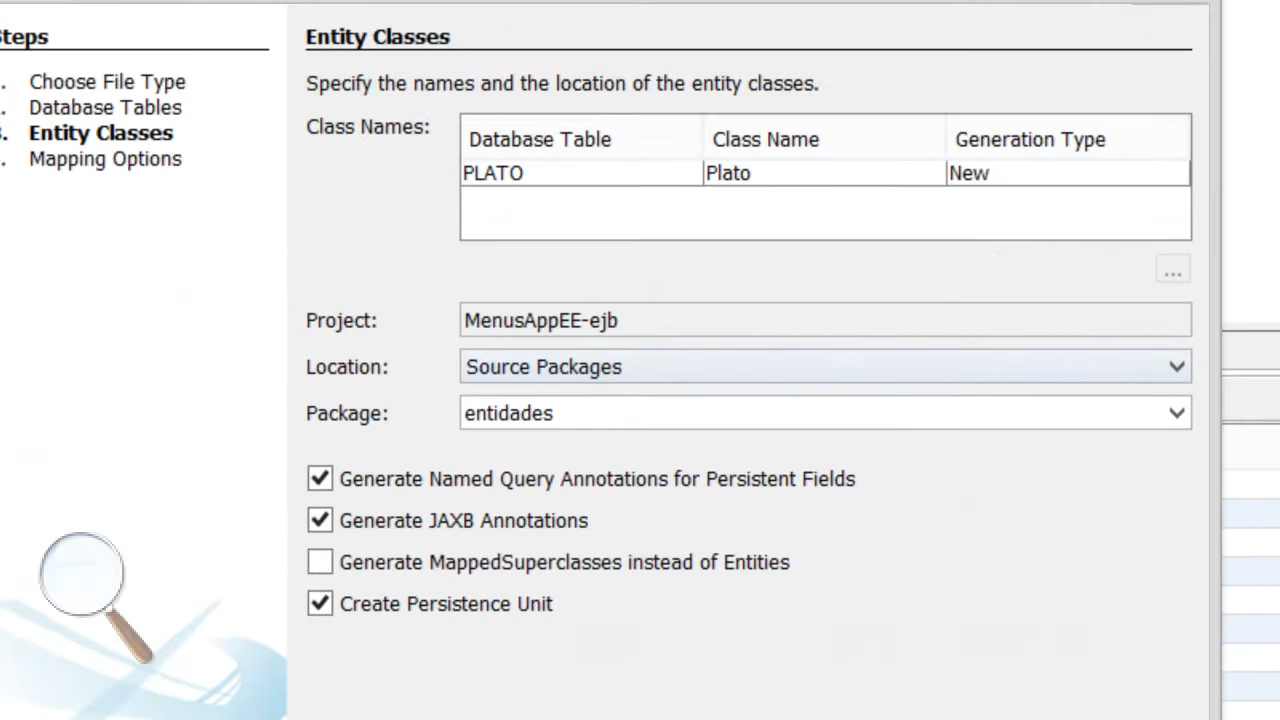 Steps
Choose File Type
Database Tables
Entity Classes
Mapping Options
Entity Classes
Specify the names and the location of the entity classes.
Class Names:
Database Table Class Name Generation Type
PLATO Plato New
...
Project: MenusAppEE-ejb
Location: Source Packages
Package: entidades
Generate Named Query Annotations for Persistent Fields
Generate JAXB Annotations
Generate MappedSuperclasses instead of Entities
Create Persistence Unit